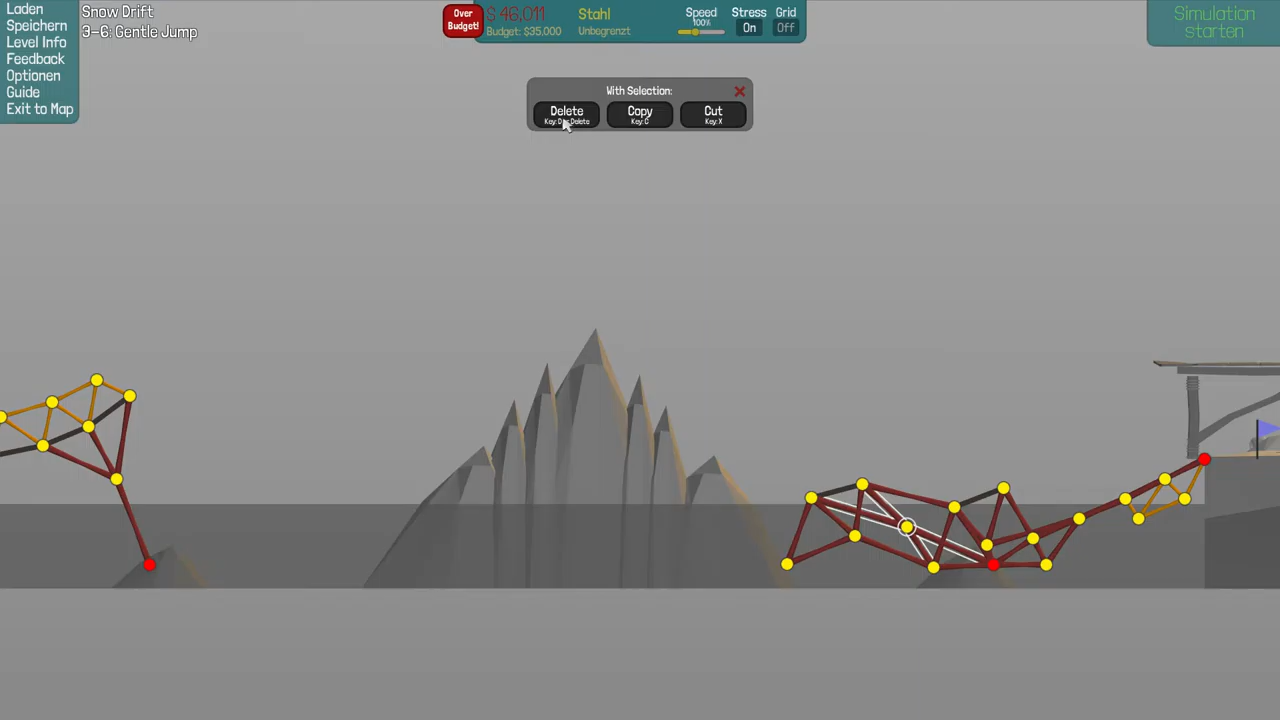 Laden
Speichern
Level Info
Feedback
Optionen
Guide
Exit to Map
Snow Drift
3-6: Gentle Jump
Over Budget!
$ 46,011
Budget: $35,000
Stahl
Unbegrenzt
Speed
100%
Stress
On
Grid
Off
Simulation
starten
With Selection:
Delete
Copy
Key: C
Cut
Key: X